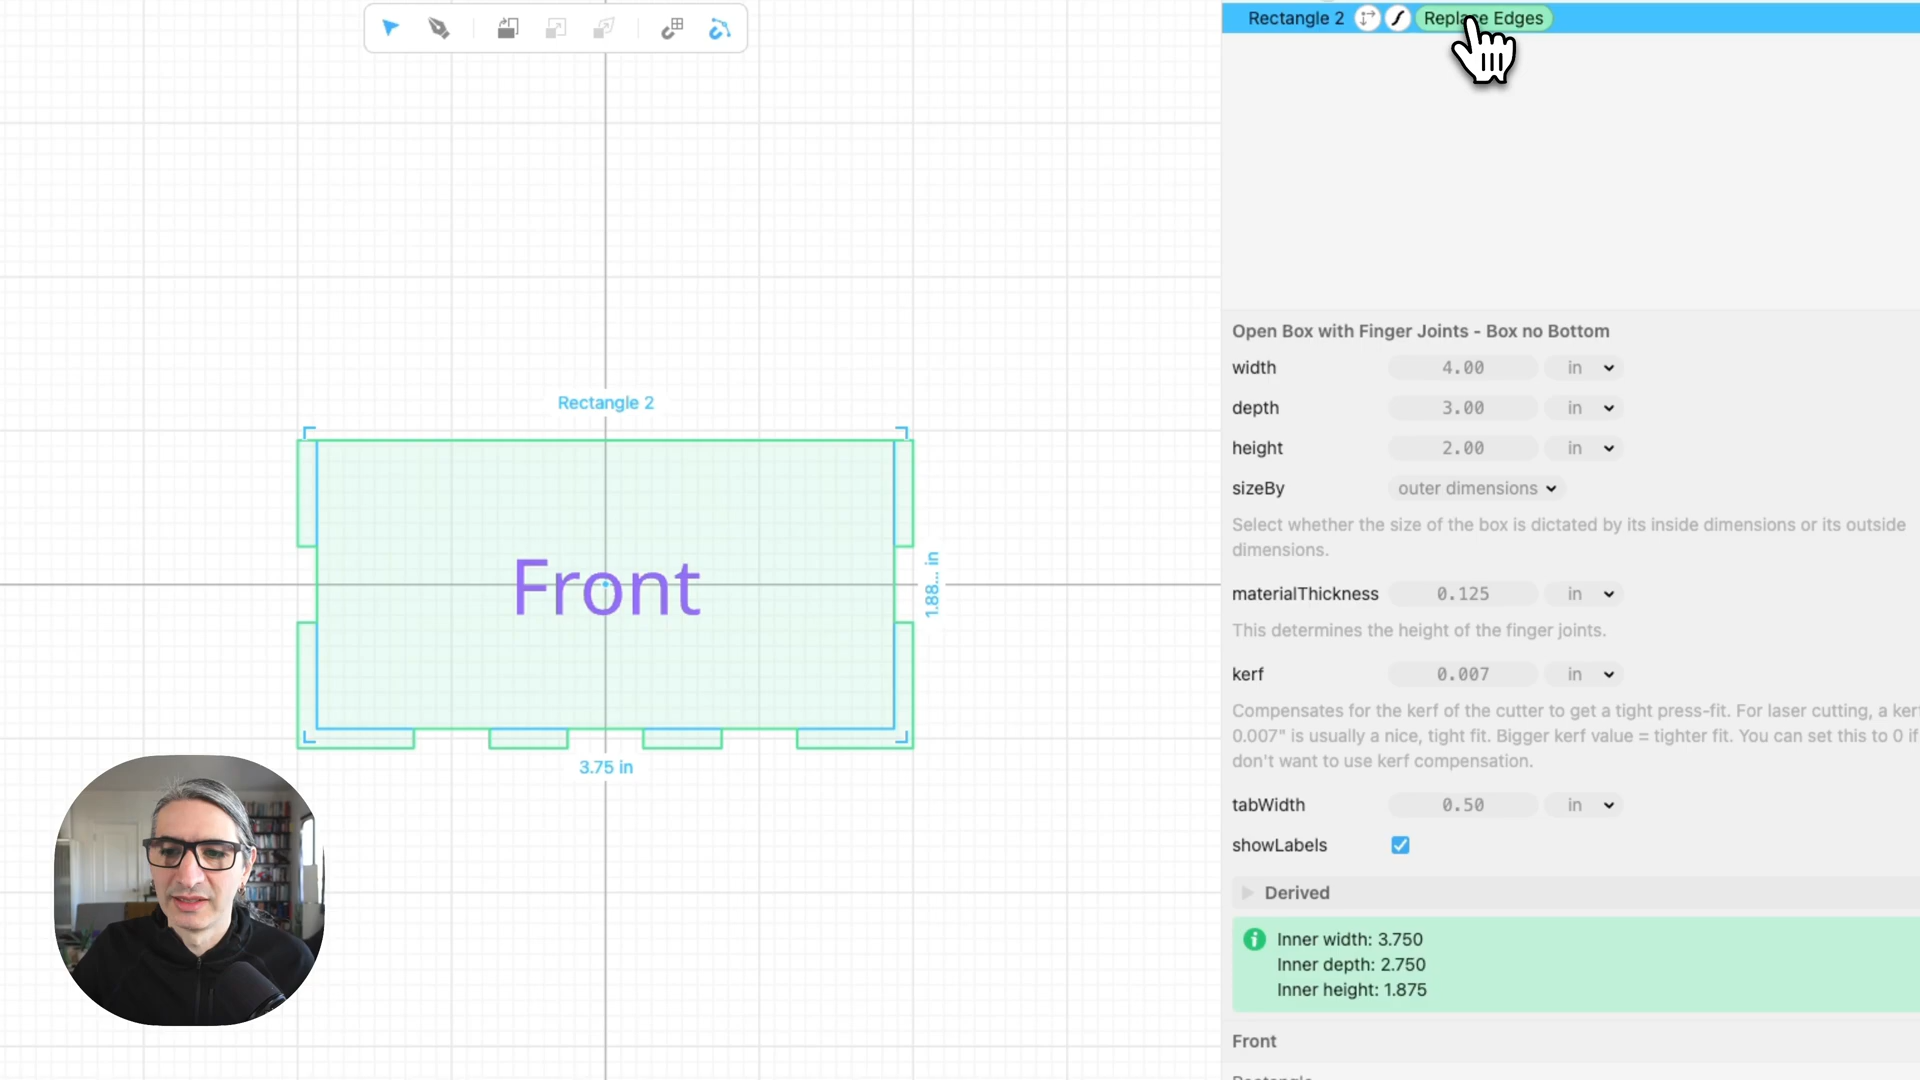 Rectangle 2 Replace Edges
Rectangle 2
Front
1.88... in
3.75 in
Open Box with Finger Joints - Box no Bottom
width 4.00 in
depth 3.00 in
height 2.00 in
sizeBy outer dimensions
Select whether the size of the box is dictated by its inside dimensions or its outside
dimensions.
materialThickness 0.125 in
This determines the height of the finger joints.
kerf 0.007 in
Compensates for the kerf of the cutter to get a tight press-fit. For laser cutting, a ker
0.007" is usually a nice, tight fit. Bigger kerf value = tighter fit. You can set this to 0 if
don't want to use kerf compensation.
tabWidth 0.50 in
showLabels
Derived
Inner width: 3.750
Inner depth: 2.750
Inner height: 1.875
Front